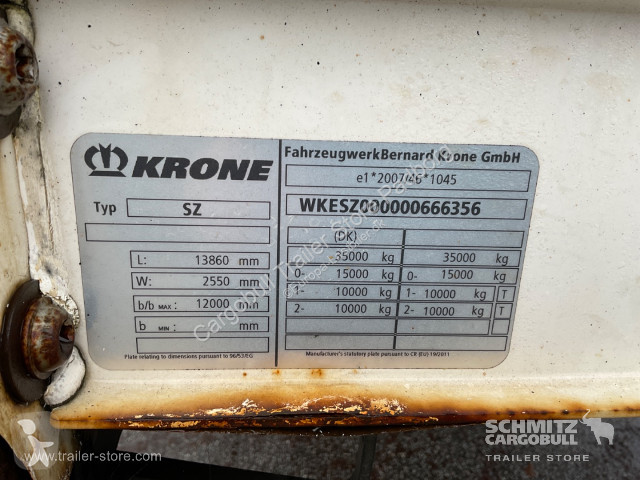 KRONE
Typ SZ
L: 13860 mm
W: 2550 mm
b/b MAX: 12000 mm
b MIN: mm
Plate relating to dimensions pursuant to 96/53/EG
FahrzeugwerkBernard Krone GmbH
e1*2007/46*1045
WKESZ000000666356
(DK)
35000 kg 35000 kg
0- 15000 kg 0- 15000 kg
1- 10000 kg 1- 10000 kg T
2- 10000 kg 2- 10000 kg T
Manufacturer's statutory plate pursuant to CR (EU) 19/2011
Cargobull Trailer Store Padborg
www.trailer-store.com
SCHMITZ
CARGOBULL
TRAILER STORE